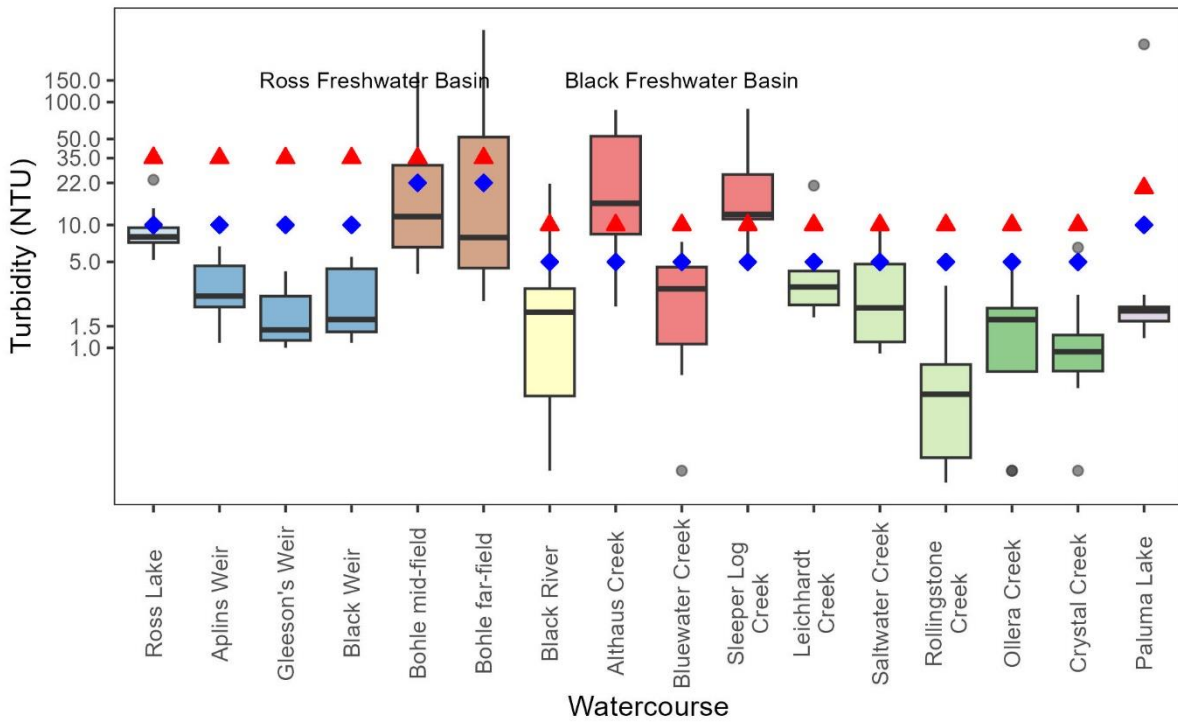 Ross Freshwater Basin
Black Freshwater Basin
Turbidity (NTU)
150.0
100.0
50.0
35.0
22.0
10.0
5.0
1.5
1.0
Ross Lake
Aplins Weir
Gleeson's Weir
Black Weir
Bohle mid-field
Bohle far-field
Black River
Althaus Creek
Bluewater Creek
Sleeper Log
Creek
Leichhardt
Creek
Saltwater Creek
Rollingstone
Creek
Ollera Creek
Crystal Creek
Paluma Lake
Watercourse